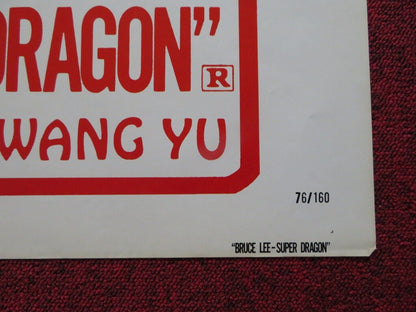 DRAGON"
R
WANG YU
76/160
"BRUCE LEE-SUPER DRAGON"